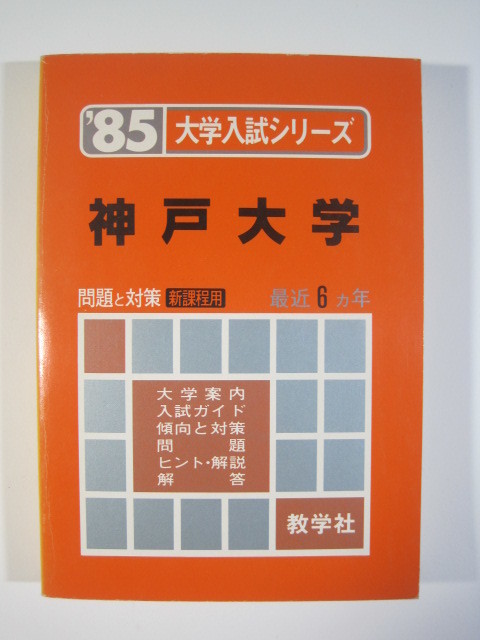 '85 大学入試シリーズ
神戸大学
問題と対策 新課程用 最近6ヵ年
大学案内
入試ガイド
傾向と対策
問題
ヒント・解説
解答
教学社